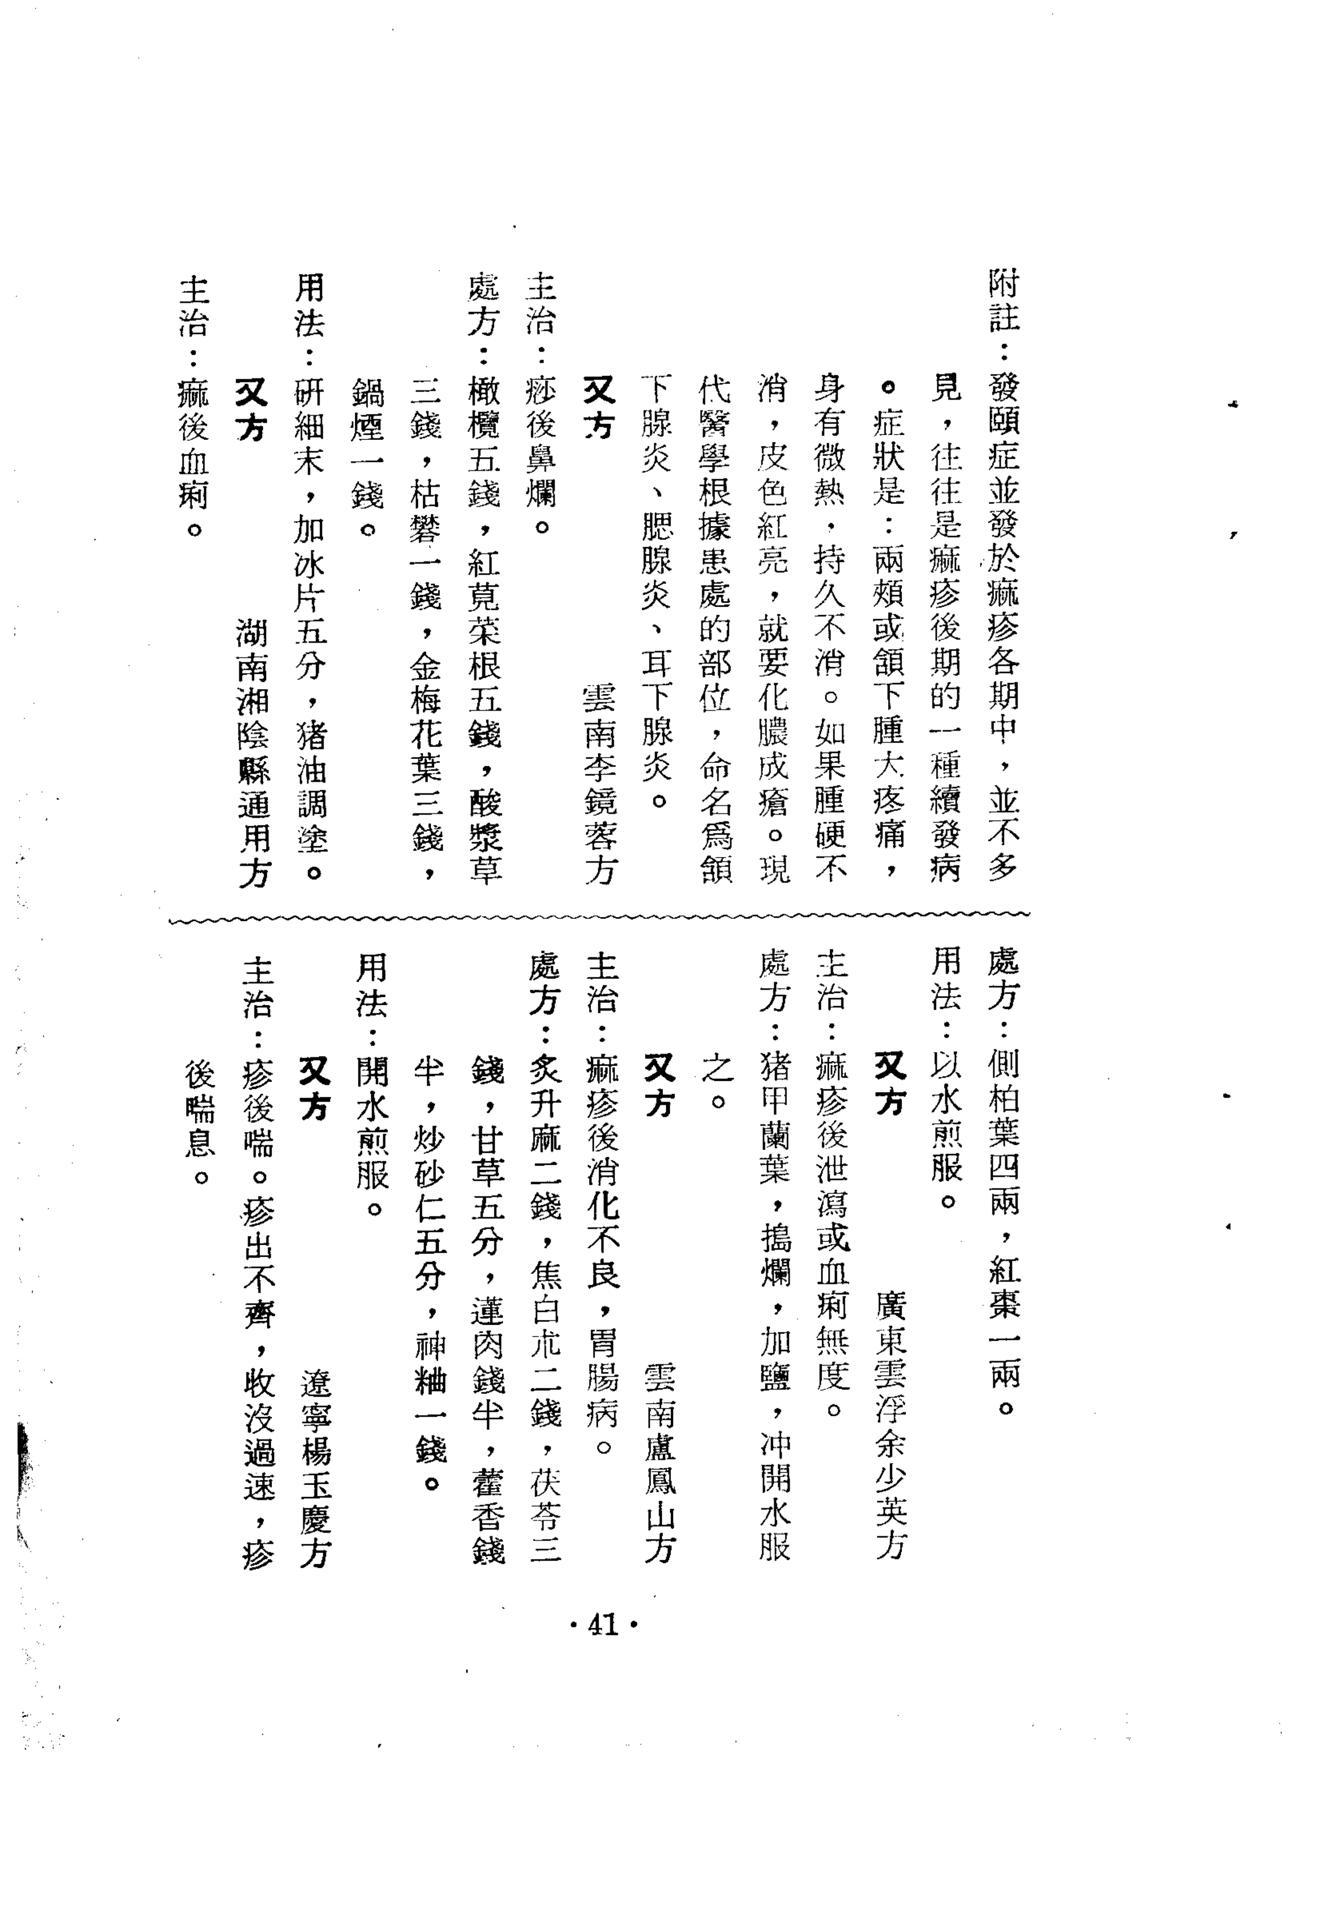 附註：發頤症並發於痲疹各期中，並不多
見，往往是痲疹後期的一種續發病
。症狀是：兩頰或頷下腫大疼痛，
身有微熱，持久不消。如果腫硬不
消，皮色紅亮，就要化膿成瘡。現
代醫學根據患處的部位，命名爲頷
下腺炎、腮腺炎、耳下腺炎。
又方　雲南李鏡蓉方
主治：痧後鼻爛。
處方：橄欖五錢，紅莧菜根五錢，酸漿草
三錢，枯礬一錢，金梅花葉三錢，
鍋煙一錢。
用法：研細末，加冰片五分，猪油調塗。
又方　湖南湘陰縣通用方
主治：痲後血痢。
處方：側柏葉四兩，紅棗一兩。
用法：以水煎服。
又方　廣東雲浮余少英方
主治：痲疹後泄瀉或血痢無度。
處方：猪甲蘭葉，搗爛，加鹽，冲開水服
之。
又方　雲南盧鳳山方
主治：痲疹後消化不良，胃腸病。
處方：炙升麻二錢，焦白朮二錢，茯苓三
錢，甘草五分，蓮肉錢半，藿香錢
半，炒砂仁五分，神粬一錢。
用法：開水煎服。
又方　遼寧楊玉慶方
主治：疹後喘。疹出不齊，收沒過速，疹
後喘息。
·41·